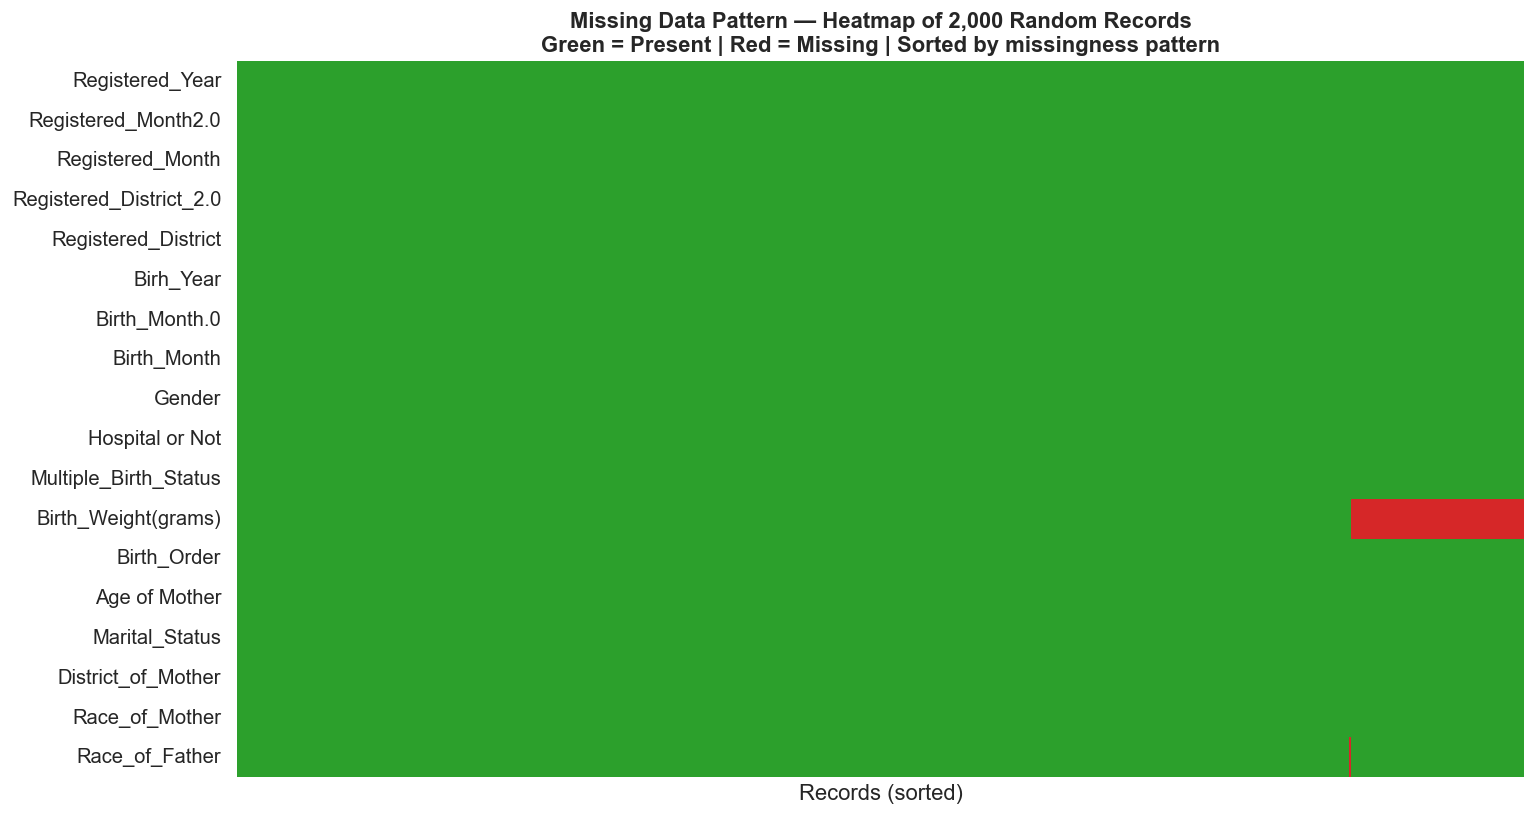 Missing Data Pattern — Heatmap of 2,000 Random Records
Green = Present | Red = Missing | Sorted by missingness pattern
Registered_Year
Registered_Month2.0
Registered_Month
Registered_District_2.0
Registered_District
Birh_Year
Birth_Month.0
Birth_Month
Gender
Hospital or Not
Multiple_Birth_Status
Birth_Weight(grams)
Birth_Order
Age of Mother
Marital_Status
District_of_Mother
Race_of_Mother
Race_of_Father
Records (sorted)